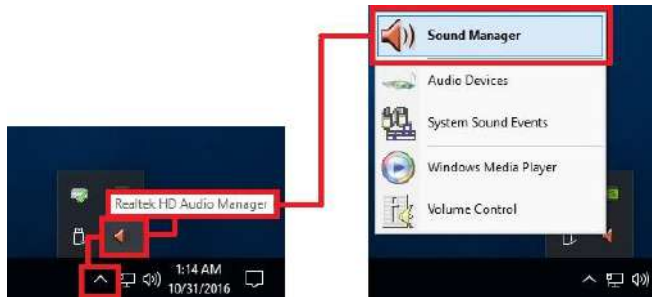 Realtek HD Audio Manager
1:14 AM
10/31/2016
Sound Manager
Audio Devices
System Sound Events
Windows Media Player
Volume Control